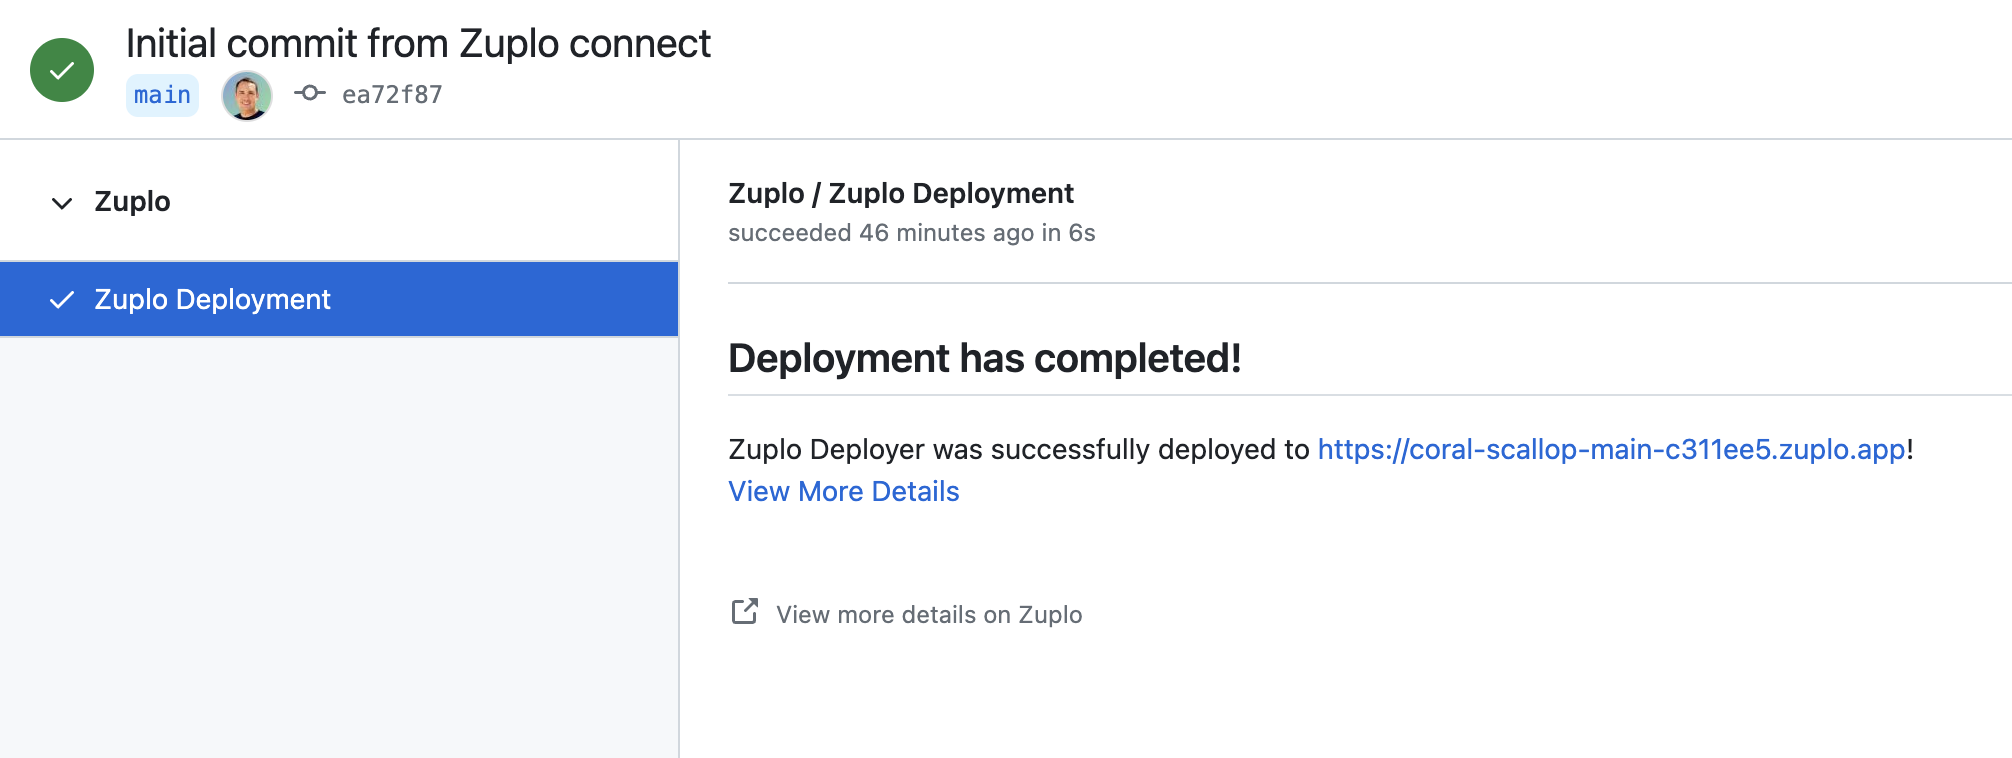 Initial commit from Zuplo connect
main ea72f87
Zuplo
Zuplo Deployment
Zuplo / Zuplo Deployment
succeeded 46 minutes ago in 6s
Deployment has completed!
Zuplo Deployer was successfully deployed to https://coral-scallop-main-c311ee5.zuplo.app!
View More Details
View more details on Zuplo